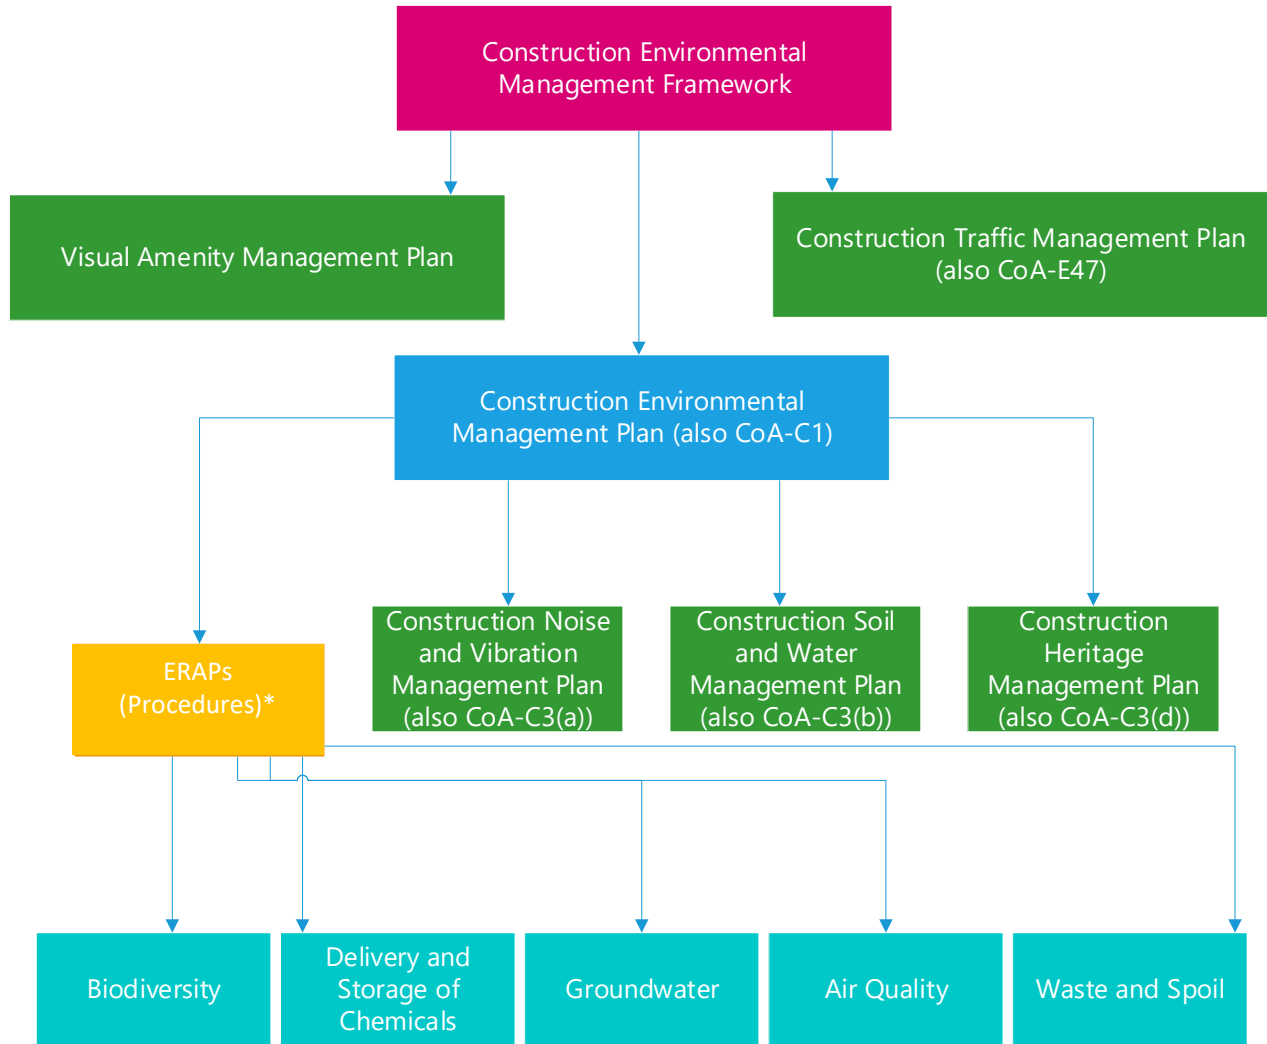 Construction Environmental
Management Framework
Visual Amenity Management Plan
Construction Traffic Management Plan
(also CoA-E47)
Construction Environmental
Management Plan (also CoA-C1)
ERAPs
(Procedures)*
Construction Noise
and Vibration
Management Plan
(also CoA-C3(a))
Construction Soil
and Water
Management Plan
(also CoA-C3(b))
Construction
Heritage
Management Plan
(also CoA-C3(d))
Biodiversity
Delivery and
Storage of
Chemicals
Groundwater
Air Quality
Waste and Spoil